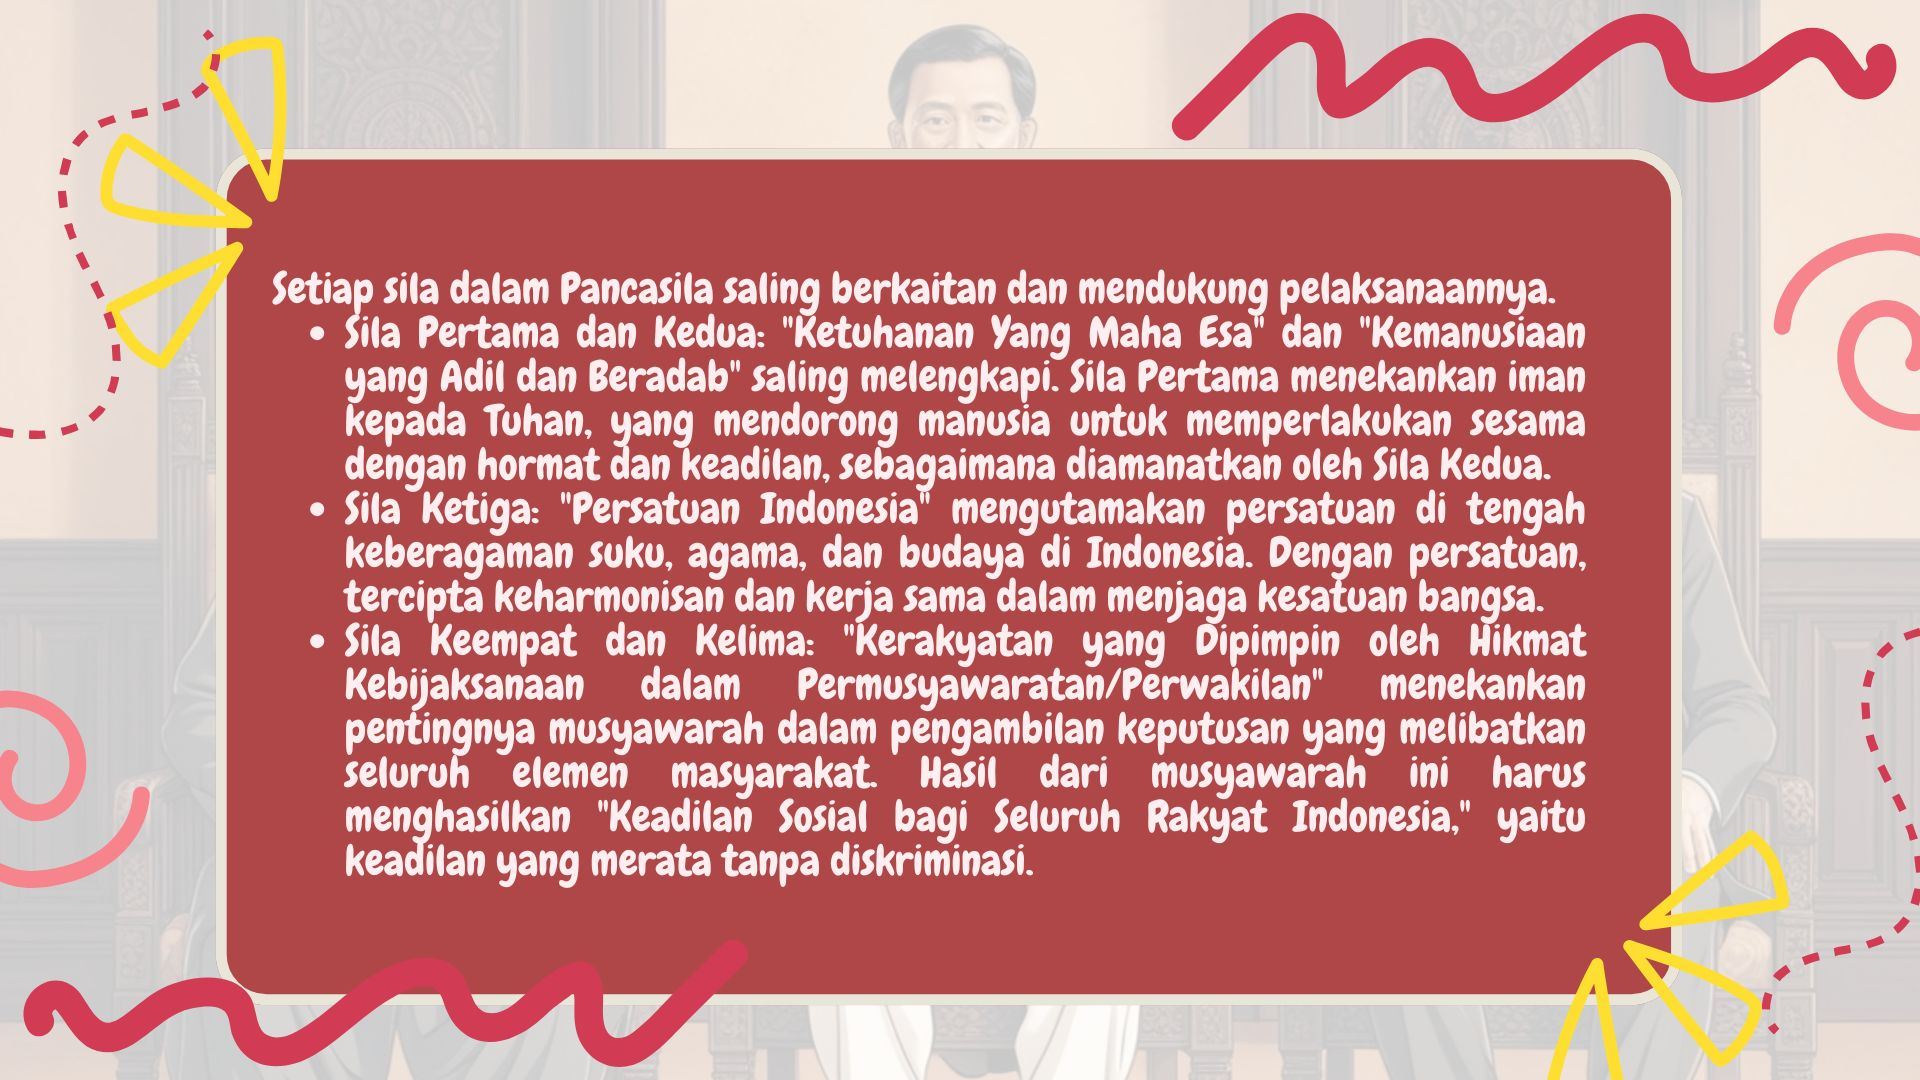 Setiap sila dalam Pancasila saling berkaitan dan mendukung pelaksanaannya.
• Sila Pertama dan Kedua: "Ketuhanan Yang Maha Esa" dan "Kemanusiaan
yang Adil dan Beradab" saling melengkapi. Sila Pertama menekankan iman
kepada Tuhan, yang mendorong manusia untuk memperlakukan sesama
dengan hormat dan keadilan, sebagaimana diamanatkan oleh Sila Kedua.
• Sila Ketiga: "Persatuan Indonesia" mengutamakan persatuan di tengah
keberagaman suku, agama, dan budaya di Indonesia. Dengan persatuan,
tercipta keharmonisan dan kerja sama dalam menjaga kesatuan bangsa.
• Sila Keempat dan Kelima: "Kerakyatan yang Dipimpin oleh Hikmat
Kebijaksanaan dalam Permusyawaratan/Perwakilan" menekankan
pentingnya musyawarah dalam pengambilan keputusan yang melibatkan
seluruh elemen masyarakat. Hasil dari musyawarah ini harus
menghasilkan "Keadilan Sosial bagi Seluruh Rakyat Indonesia," yaitu
keadilan yang merata tanpa diskriminasi.